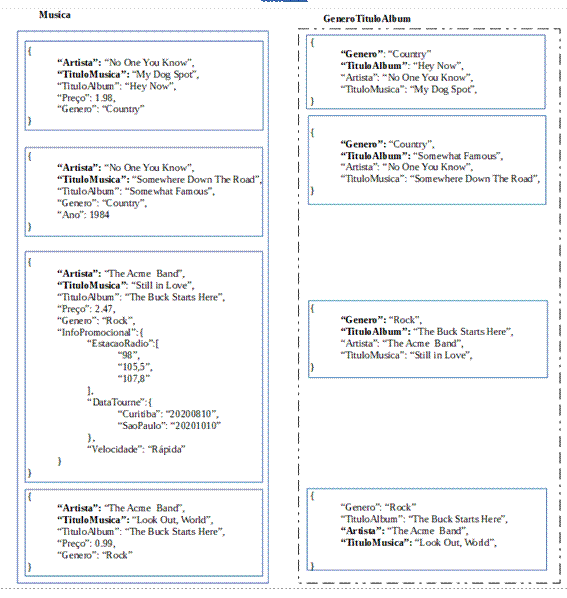 Musica
{
“Artista”: “No One You Know”,
“TituloMusica”: “My Dog Spot”,
“TituloAlbum”: “Hey Now”,
“Preço”: 1.98,
“Genero”: “Country”
}
{
“Artista”: “No One You Know”,
“TituloMusica”: “Somewhere Down The Road”,
“TituloAlbum”: “Somewhat Famous”,
“Genero”: “Country”,
“Ano”: 1984
}
{
“Artista”: “The Acme  Band”,
“TituloMusica”: “Still in Love”,
“TituloAlbum”: “The Buck Starts Here”,
“Preço”: 2.47,
“Genero”: “Rock”,
“InfoPromocional”:{
“EstacaoRadio”:[
“98”,
“105,5”,
“107,8”
],
“DataTourne”:{
“Curitiba”: “20200810”,
“SaoPaulo”: “20201010”
},
“Velocidade”: “Rápida”
}
}
{
“Artista”: “The Acme  Band”,
“TituloMusica”: “Look Out, World”,
“TituloAlbum”: “The Buck Starts Here”,
“Preço”: 0.99,
“Genero”: “Rock”
}
GeneroTituloAlbum
{
“Genero”: “Country”
“TituloAlbum”: “Hey Now”,
“Artista”: “No One You Know”,
“TituloMusica”: “My Dog Spot”,
}
{
“Genero”: “Country”,
“TituloAlbum”: “Somewhat Famous”,
“Artista”: “No One You Know”,
“TituloMusica”: “Somewhere Down The Road”,
}
{
“Genero”: “Rock”,
“TituloAlbum”: “The Buck Starts Here”,
“Artista”: “The Acme  Band”,
“TituloMusica”: “Still in Love”,
}
{
“Genero”: “Rock”
“TituloAlbum”: “The Buck Starts Here”,
“Artista”: “The Acme  Band”,
“TituloMusica”: “Look Out, World”,
}